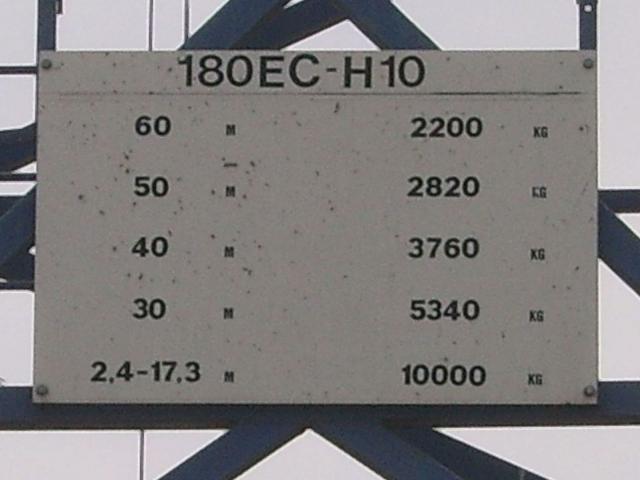 180EC-H10
60 M 2200 KG
50 M 2820 KG
40 M 3760 KG
30 M 5340 KG
2,4-17,3 M 10000 KG